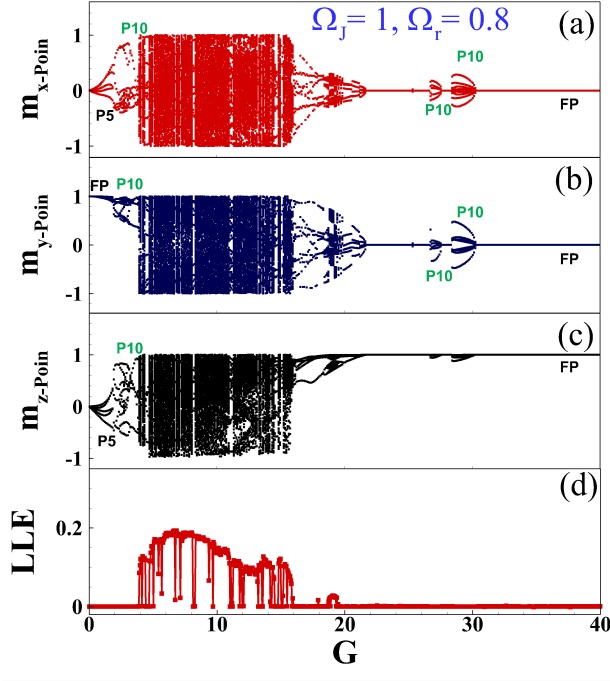 Ω_J= 1, Ω_r= 0.8
(a)
m_x-Poin
1
0
-1
P5
P10
P10
P10
FP
(b)
m_y-Poin
1
0
-1
FP
P10
P10
P10
FP
(c)
m_z-Poin
1
0
-1
P10
P5
FP
(d)
LLE
0.2
0
0 10 20 30 40
G